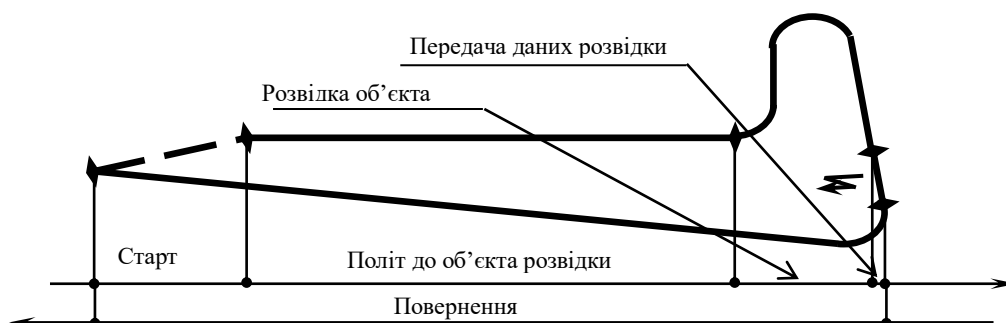 Передача даних розвідки
Розвідка об’єкта
Старт
Політ до об’єкта розвідки
Повернення